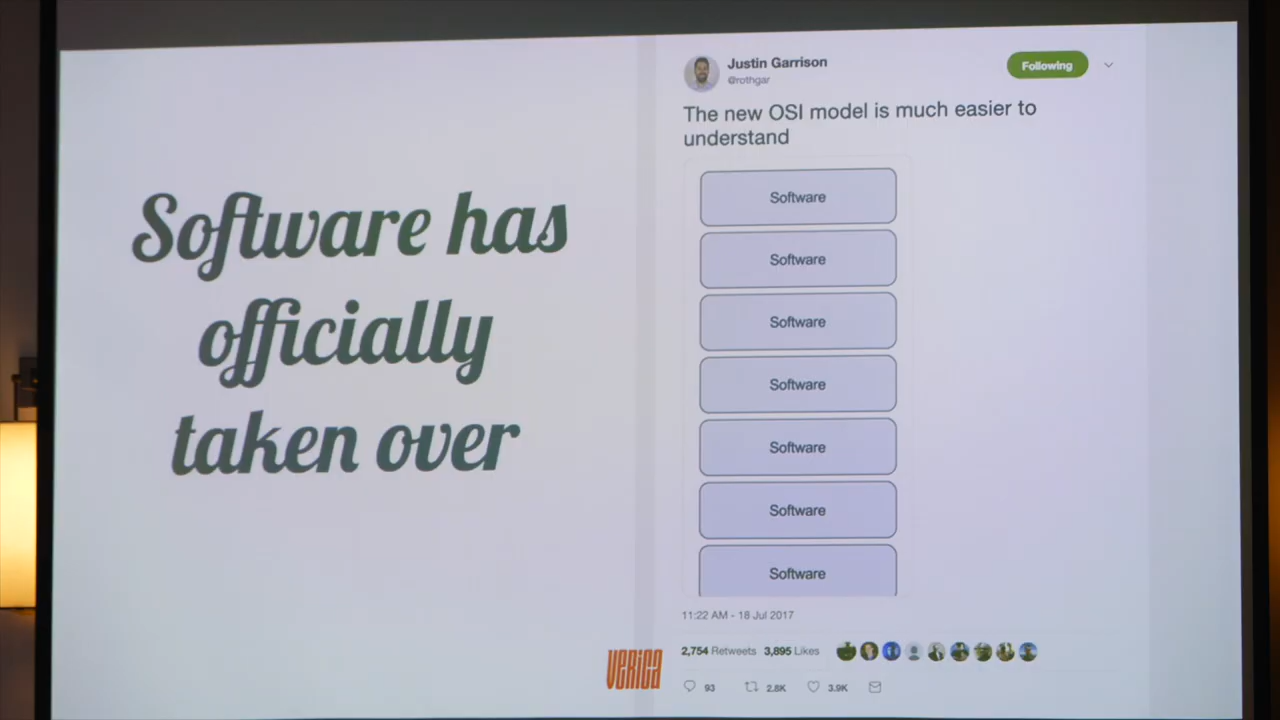 Software has
officially
taken over
Justin Garrison
@rothgar
Following
The new OSI model is much easier to
understand
Software
Software
Software
Software
Software
Software
Software
11:22 AM - 18 Jul 2017
2,754 Retweets 3,895 Likes
93 2.8K 3.9K
VERICA